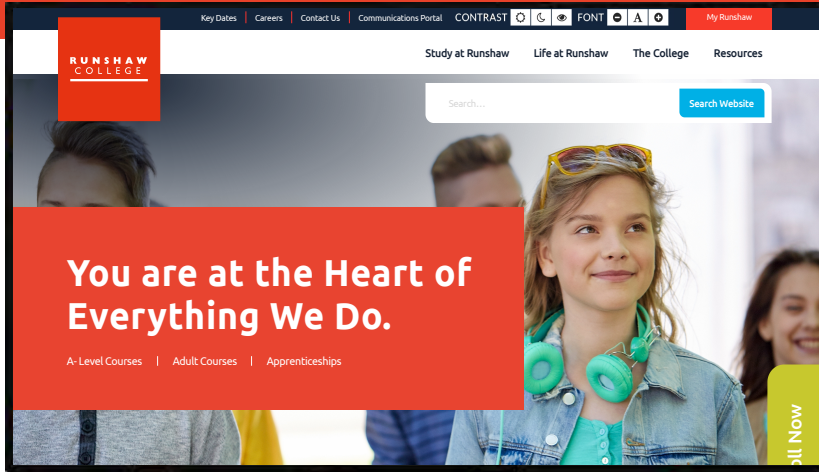 Key Dates | Careers | Contact Us | Communications Portal CONTRAST FONT A My Runshaw
RUNSHAW
COLLEGE
Study at Runshaw Life at Runshaw The College Resources
Search... Search Website
You are at the Heart of
Everything We Do.
A- Level Courses | Adult Courses | Apprenticeships
Now